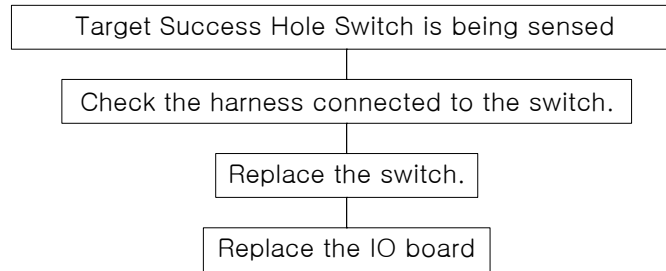 Target Success Hole Switch is being sensed
Check the harness connected to the switch.
Replace the switch.
Replace the IO board